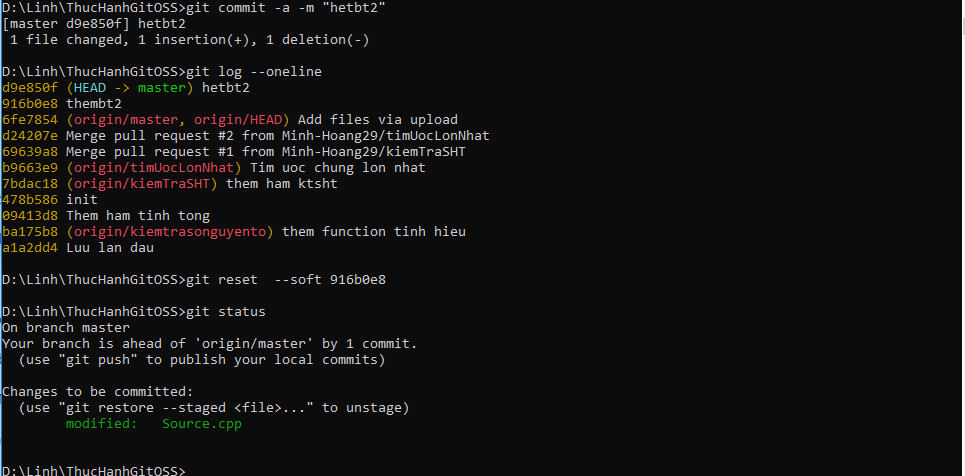 D:\Linh\ThucHanhGitOSS>git commit -a -m "hetbt2"
[master d9e850f] hetbt2
 1 file changed, 1 insertion(+), 1 deletion(-)
D:\Linh\ThucHanhGitOSS>git log --oneline
d9e850f (HEAD -> master) hetbt2
916b0e8 thembt2
6fe7854 (origin/master, origin/HEAD) Add files via upload
d24207e Merge pull request #2 from Minh-Hoang29/timUocLonNhat
69639a8 Merge pull request #1 from Minh-Hoang29/kiemTraSHT
b9663e9 (origin/timUocLonNhat) Tim uoc chung lon nhat
7bdac18 (origin/kiemTraSHT) them ham ktsht
478b586 init
09413d8 Them ham tinh tong
ba175b8 (origin/kiemtrasonguyento) them function tinh hieu
a1a2dd4 Luu lan dau
D:\Linh\ThucHanhGitOSS>git reset  --soft 916b0e8
D:\Linh\ThucHanhGitOSS>git status
On branch master
Your branch is ahead of 'origin/master' by 1 commit.
  (use "git push" to publish your local commits)
Changes to be committed:
  (use "git restore --staged <file>..." to unstage)
        modified:   Source.cpp
D:\Linh\ThucHanhGitOSS>